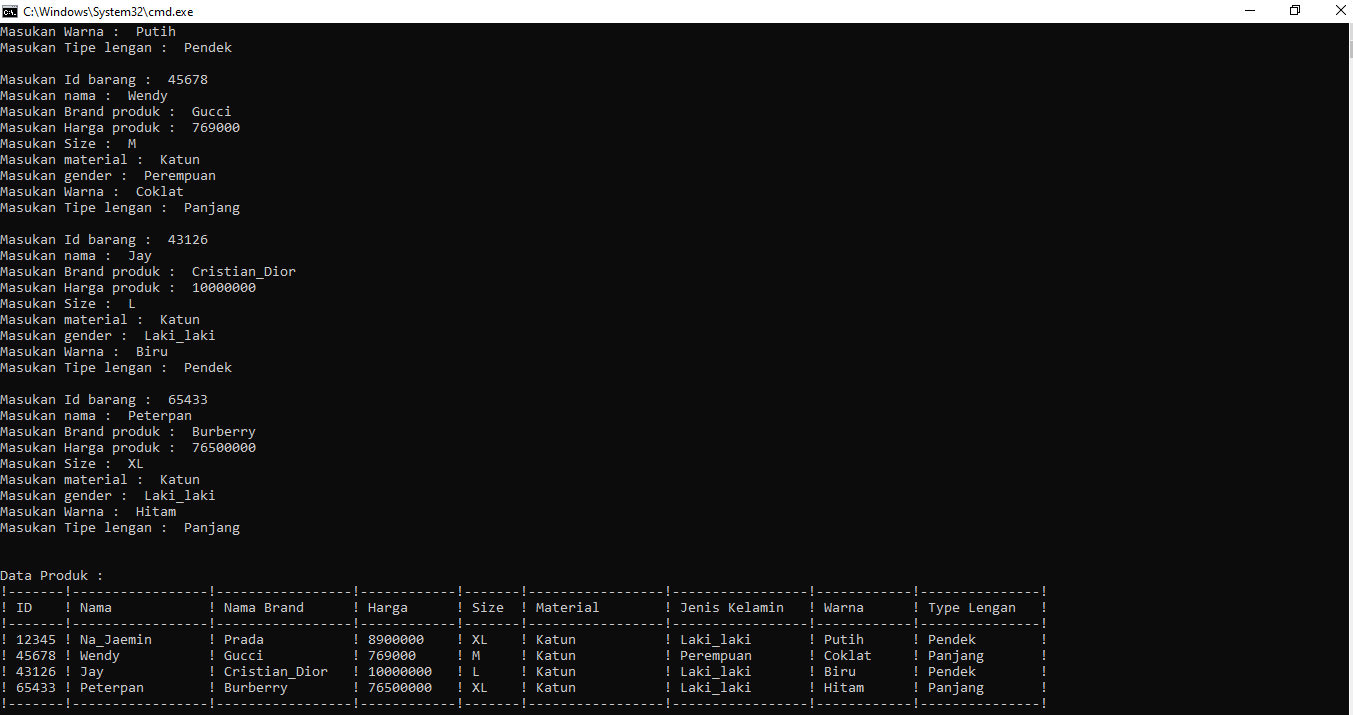 C:\Windows\System32\cmd.exe
Masukan Warna :  Putih
Masukan Tipe lengan :  Pendek

Masukan Id barang :  45678
Masukan nama :  Wendy
Masukan Brand produk :  Gucci
Masukan Harga produk :  769000
Masukan Size :  M
Masukan material :  Katun
Masukan gender :  Perempuan
Masukan Warna :  Coklat
Masukan Tipe lengan :  Panjang

Masukan Id barang :  43126
Masukan nama :  Jay
Masukan Brand produk :  Cristian_Dior
Masukan Harga produk :  10000000
Masukan Size :  L
Masukan material :  Katun
Masukan gender :  Laki_laki
Masukan Warna :  Biru
Masukan Tipe lengan :  Pendek

Masukan Id barang :  65433
Masukan nama :  Peterpan
Masukan Brand produk :  Burberry
Masukan Harga produk :  76500000
Masukan Size :  XL
Masukan material :  Katun
Masukan gender :  Laki_laki
Masukan Warna :  Hitam
Masukan Tipe lengan :  Panjang

Data Produk :
!-------!-----------------!-----------------!------------!-------!-----------------!-----------------!------------!---------------!
! ID    ! Nama            ! Nama Brand      ! Harga      ! Size  ! Material        ! Jenis Kelamin   ! Warna      ! Type Lengan   !
!-------!-----------------!-----------------!------------!-------!-----------------!-----------------!------------!---------------!
! 12345 ! Na_Jaemin       ! Prada           ! 8900000    ! XL    ! Katun           ! Laki_laki       ! Putih      ! Pendek        !
! 45678 ! Wendy           ! Gucci           ! 769000     ! M     ! Katun           ! Perempuan       ! Coklat     ! Panjang       !
! 43126 ! Jay             ! Cristian_Dior   ! 10000000   ! L     ! Katun           ! Laki_laki       ! Biru       ! Pendek        !
! 65433 ! Peterpan        ! Burberry        ! 76500000   ! XL    ! Katun           ! Laki_laki       ! Hitam      ! Panjang       !
!-------!-----------------!-----------------!------------!-------!-----------------!-----------------!------------!---------------!